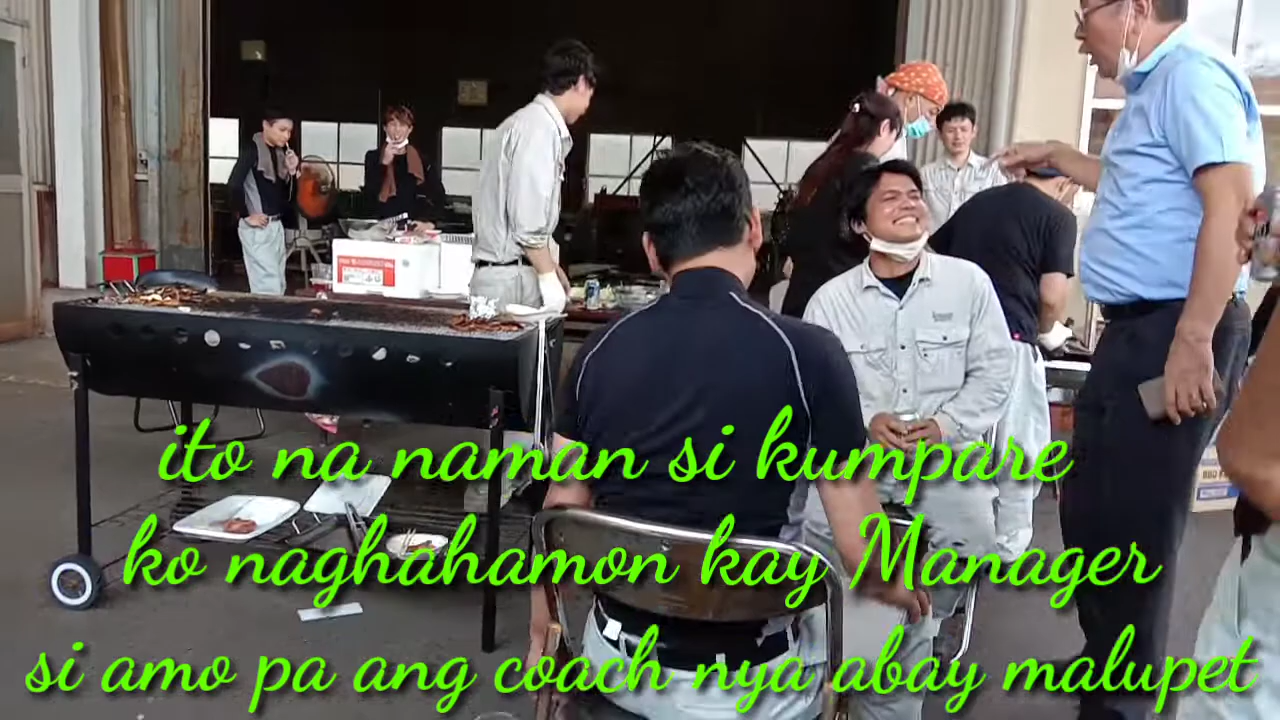 ito na naman si kumpare
ko naghahamon kay Manager
si amo pa ang coach nya abay malupet